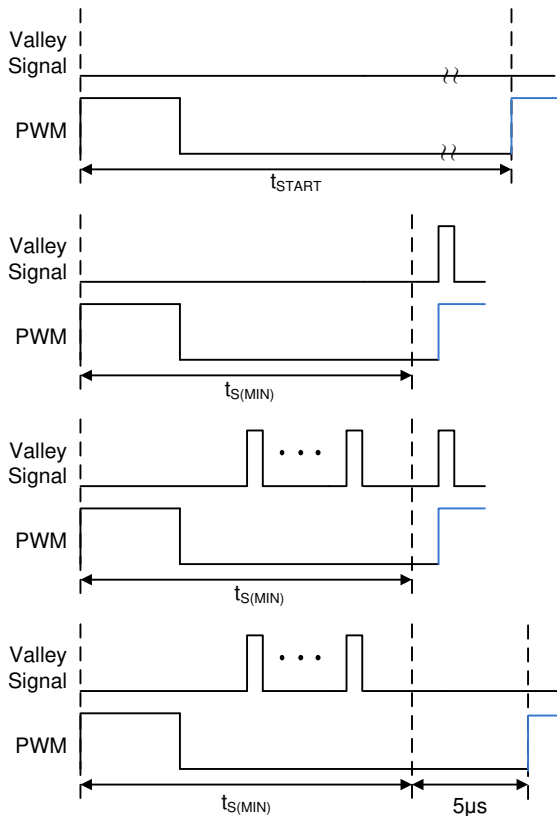 Valley
Signal
PWM
tSTART
Valley
Signal
PWM
tS(MIN)
Valley
Signal
PWM
tS(MIN)
Valley
Signal
PWM
tS(MIN)
5µs